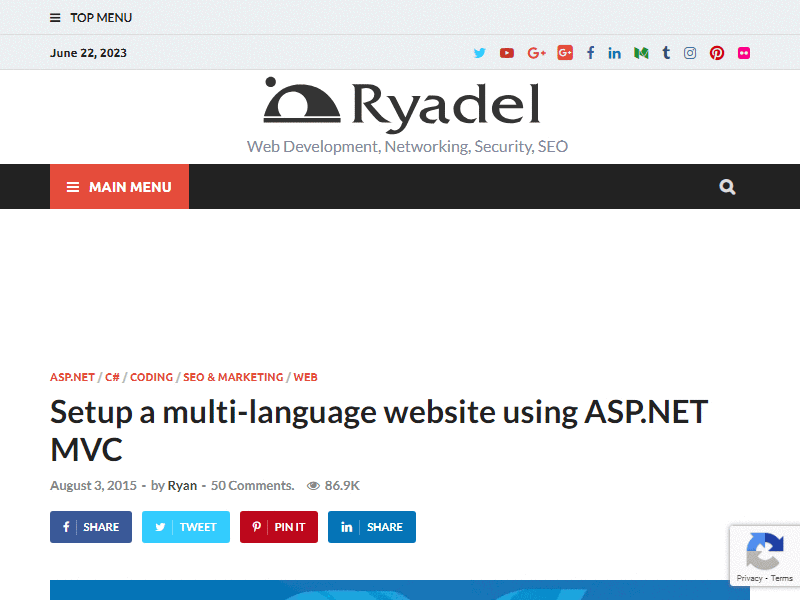 TOP MENU
June 22, 2023
Ryadel
Web Development, Networking, Security, SEO
MAIN MENU
ASP.NET / C# / CODING / SEO & MARKETING / WEB
Setup a multi-language website using ASP.NET
MVC
August 3, 2015 - by Ryan - 50 Comments. 86.9K
SHARE TWEET PIN IT SHARE
Privacy - Terms